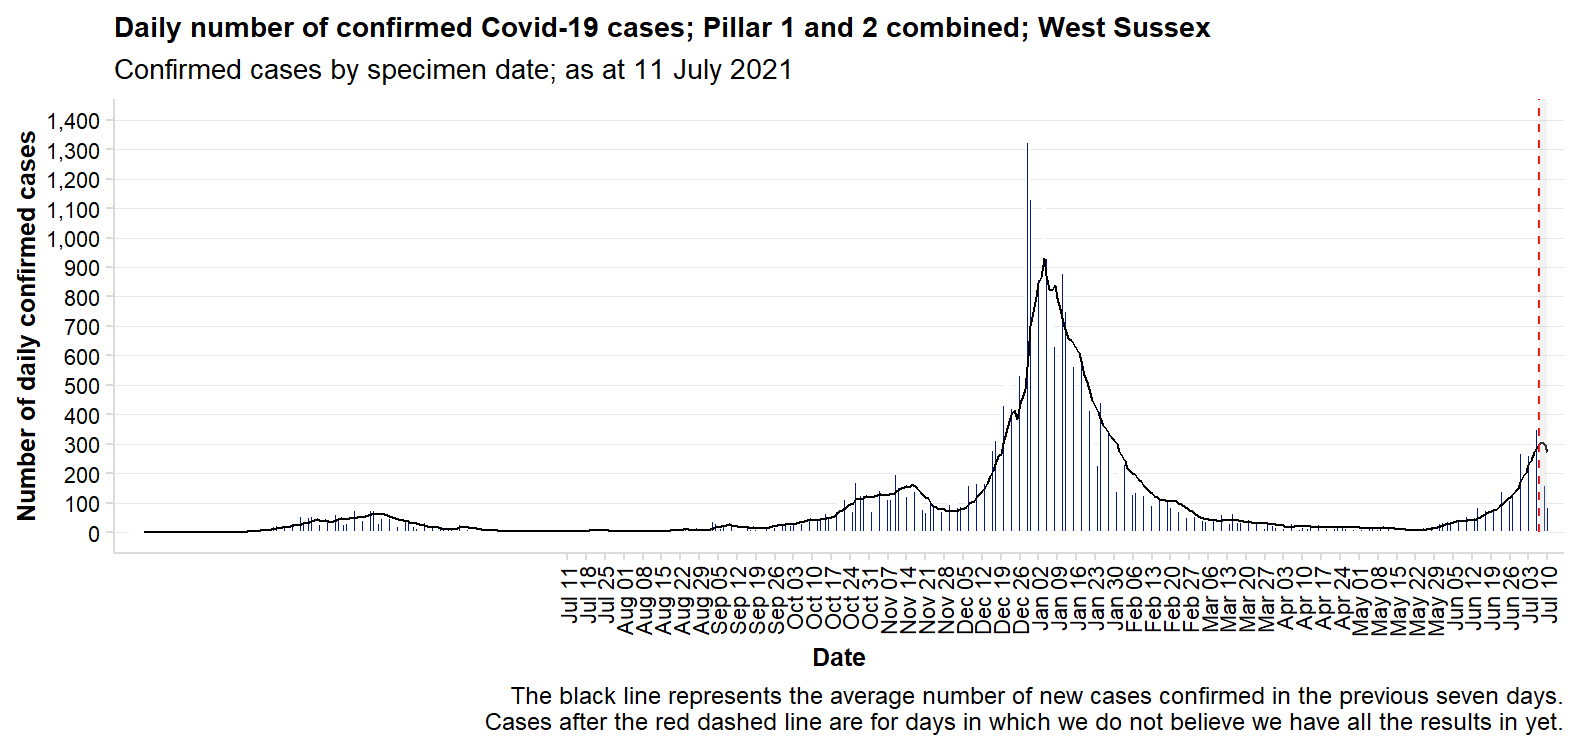 Daily number of confirmed Covid-19 cases; Pillar 1 and 2 combined; West Sussex
Confirmed cases by specimen date; as at 11 July 2021
Number of daily confirmed cases
1,400
1,300
1,200
1,100
1,000
900
800
700
600
500
400
300
200
100
0
Jul 11
Jul 18
Jul 25
Aug 01
Aug 08
Aug 15
Aug 22
Aug 29
Sep 05
Sep 12
Sep 19
Sep 26
Oct 03
Oct 10
Oct 17
Oct 24
Oct 31
Nov 07
Nov 14
Nov 21
Nov 28
Dec 05
Dec 12
Dec 19
Dec 26
Jan 02
Jan 09
Jan 16
Jan 23
Jan 30
Feb 06
Feb 13
Feb 20
Feb 27
Mar 06
Mar 13
Mar 20
Mar 27
Apr 03
Apr 10
Apr 17
Apr 24
May 01
May 08
May 15
May 22
May 29
Jun 05
Jun 12
Jun 19
Jun 26
Jul 03
Jul 10
Date
The black line represents the average number of new cases confirmed in the previous seven days.
Cases after the red dashed line are for days in which we do not believe we have all the results in yet.